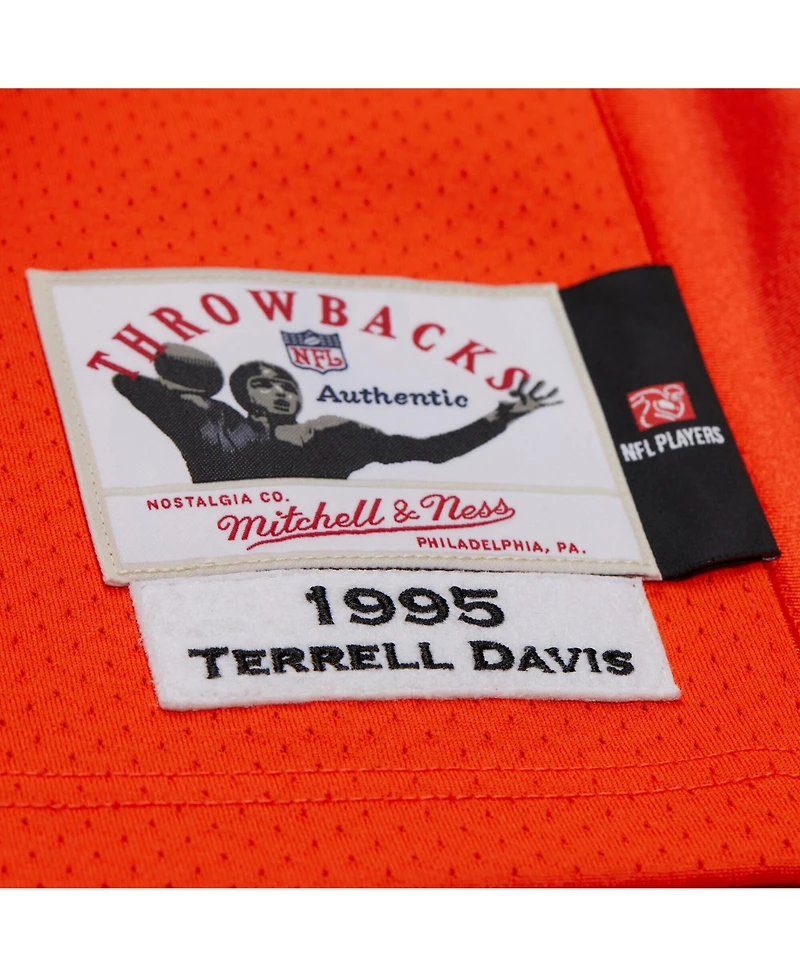 THROWBACKS
NFL
Authentic
NOSTALGIA CO.
Mitchell & Ness
PHILADELPHIA, PA.
NFL PLAYERS
1995
TERRELL DAVIS